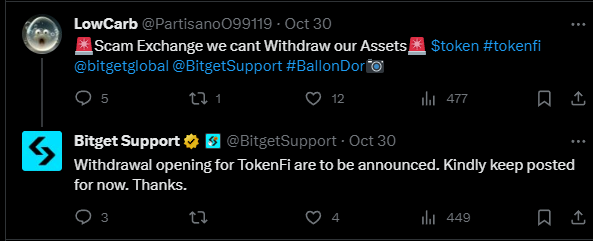 LowCarb @PartisanoO99119 · Oct 30
🚨Scam Exchange we cant Withdraw our Assets🚨 $token #tokenfi
@bitgetglobal @BitgetSupport #BallonDor📷
5 1 12 477
Bitget Support @BitgetSupport · Oct 30
Withdrawal opening for TokenFi are to be announced. Kindly keep posted
for now. Thanks.
3 4 449